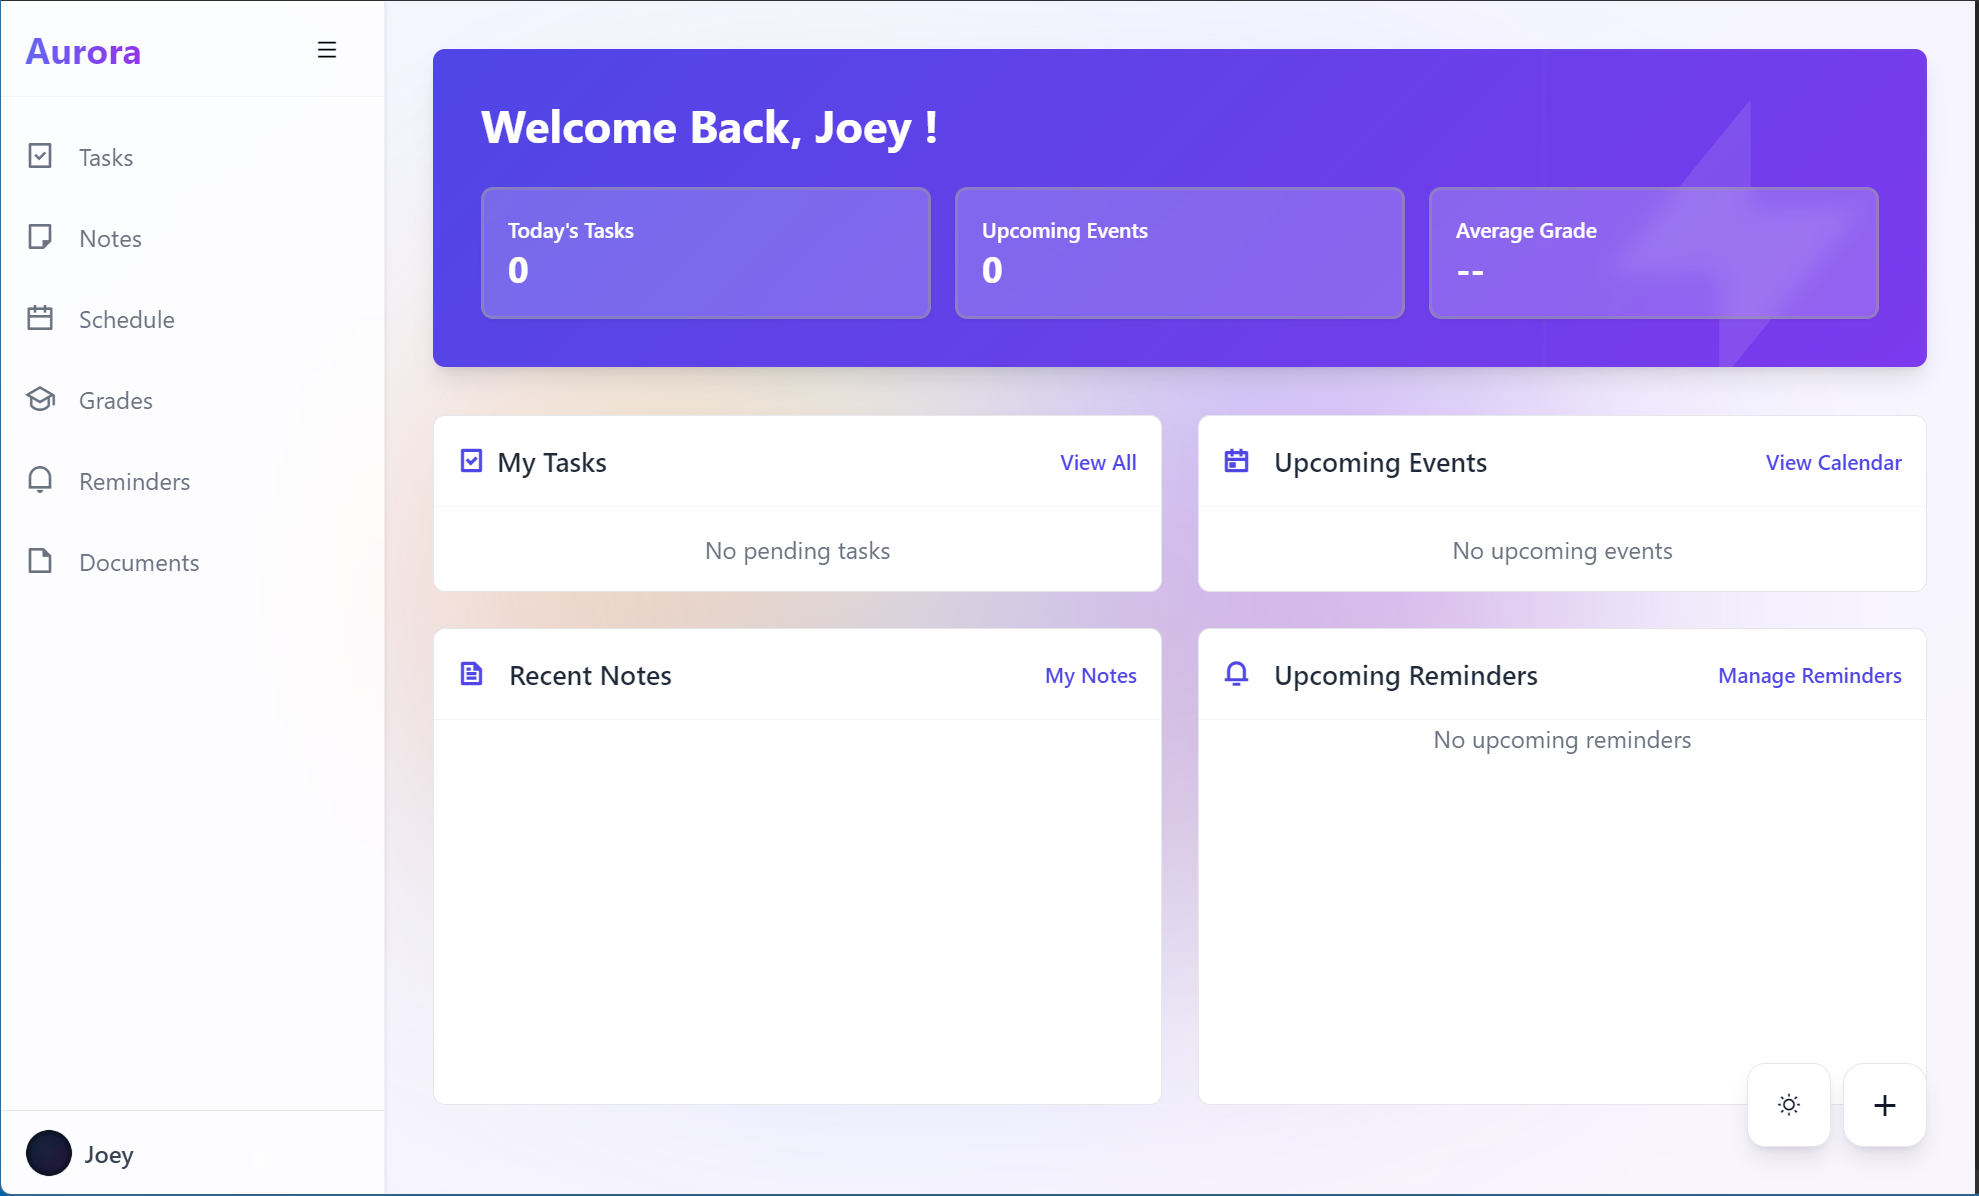 Aurora
Tasks
Notes
Schedule
Grades
Reminders
Documents
Joey
Welcome Back, Joey !
Today's Tasks
0
Upcoming Events
0
Average Grade
--
My Tasks
View All
No pending tasks
Upcoming Events
View Calendar
No upcoming events
Recent Notes
My Notes
Upcoming Reminders
Manage Reminders
No upcoming reminders